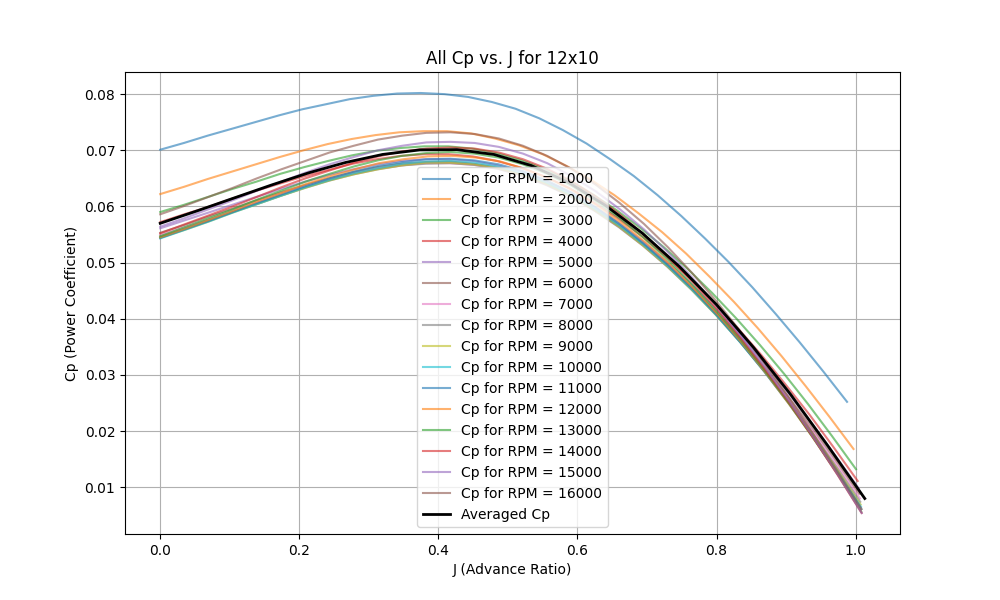 All Cp vs. J for 12x10
Cp (Power Coefficient)
0.08
0.07
0.06
0.05
0.04
0.03
0.02
0.01
Cp for RPM = 1000
Cp for RPM = 2000
Cp for RPM = 3000
Cp for RPM = 4000
Cp for RPM = 5000
Cp for RPM = 6000
Cp for RPM = 7000
Cp for RPM = 8000
Cp for RPM = 9000
Cp for RPM = 10000
Cp for RPM = 11000
Cp for RPM = 12000
Cp for RPM = 13000
Cp for RPM = 14000
Cp for RPM = 15000
Cp for RPM = 16000
Averaged Cp
0.0 0.2 0.4 0.6 0.8 1.0
J (Advance Ratio)